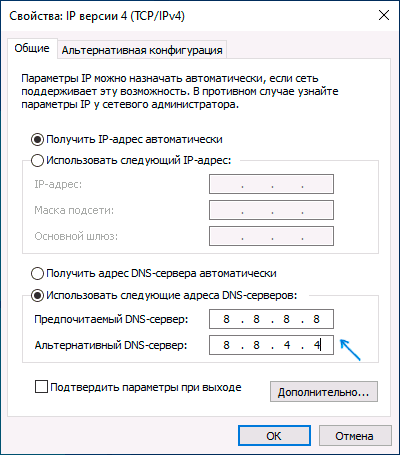 Свойства: IP версии 4 (TCP/IPv4)
Общие Альтернативная конфигурация
Параметры IP можно назначать автоматически, если сеть
поддерживает эту возможность. В противном случае узнайте
параметры IP у сетевого администратора.
Получить IP-адрес автоматически
Использовать следующий IP-адрес:
IP-адрес: . . .
Маска подсети: . . .
Основной шлюз: . . .
Получить адрес DNS-сервера автоматически
Использовать следующие адреса DNS-серверов:
Предпочитаемый DNS-сервер: 8 . 8 . 8 . 8
Альтернативный DNS-сервер: 8 . 8 . 4 . 4
Подтвердить параметры при выходе
Дополнительно...
ОК Отмена